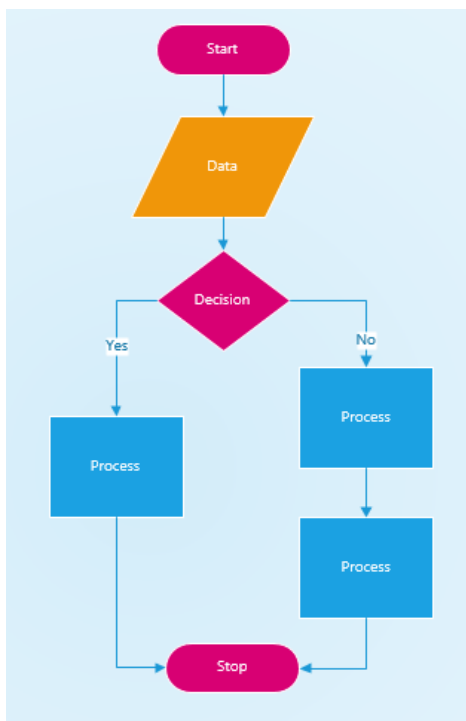 Start
Data
Decision
Yes
No
Process
Process
Process
Stop